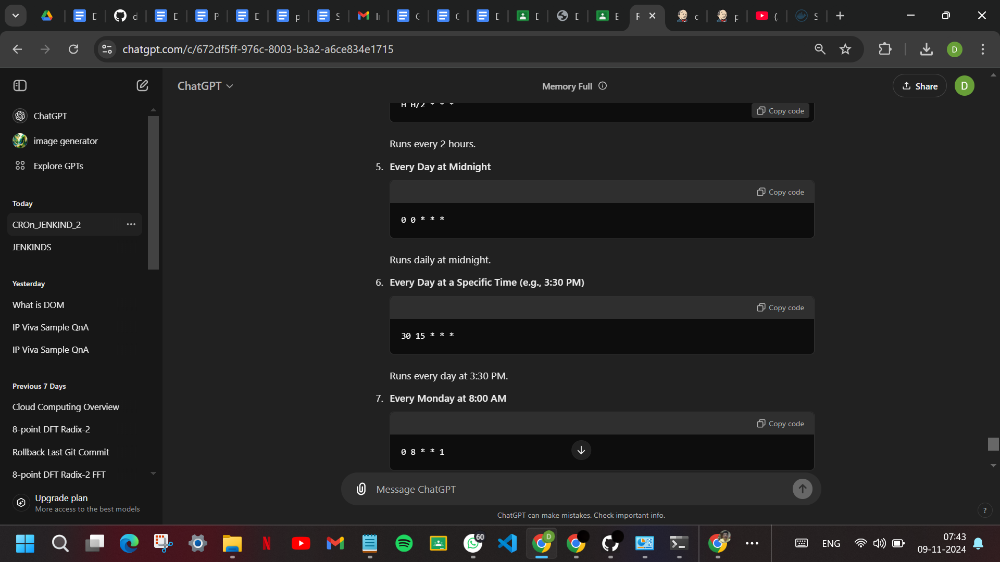 D
d
D
P
D
p
S
I
G
D
D
E
F
c
p
(
S
chatgpt.com/c/672df5ff-976c-8003-b3a2-a6ce834e1715
D
ChatGPT
Memory Full
Share
D
ChatGPT
image generator
Explore GPTs
Today
CROn_JENKIND_2
JENKINDS
Yesterday
What is DOM
IP Viva Sample QnA
IP Viva Sample QnA
Previous 7 Days
Cloud Computing Overview
8-point DFT Radix-2
Rollback Last Git Commit
8-point DFT Radix-2 FFT
Upgrade plan
More access to the best models
H H/2 * * *
Copy code
Runs every 2 hours.
5. Every Day at Midnight
Copy code
0 0 * * *
Runs daily at midnight.
6. Every Day at a Specific Time (e.g., 3:30 PM)
Copy code
30 15 * * *
Runs every day at 3:30 PM.
7. Every Monday at 8:00 AM
Copy code
0 8 * * 1
Message ChatGPT
ChatGPT can make mistakes. Check important info.
?
60
D
ENG
07:43
09-11-2024